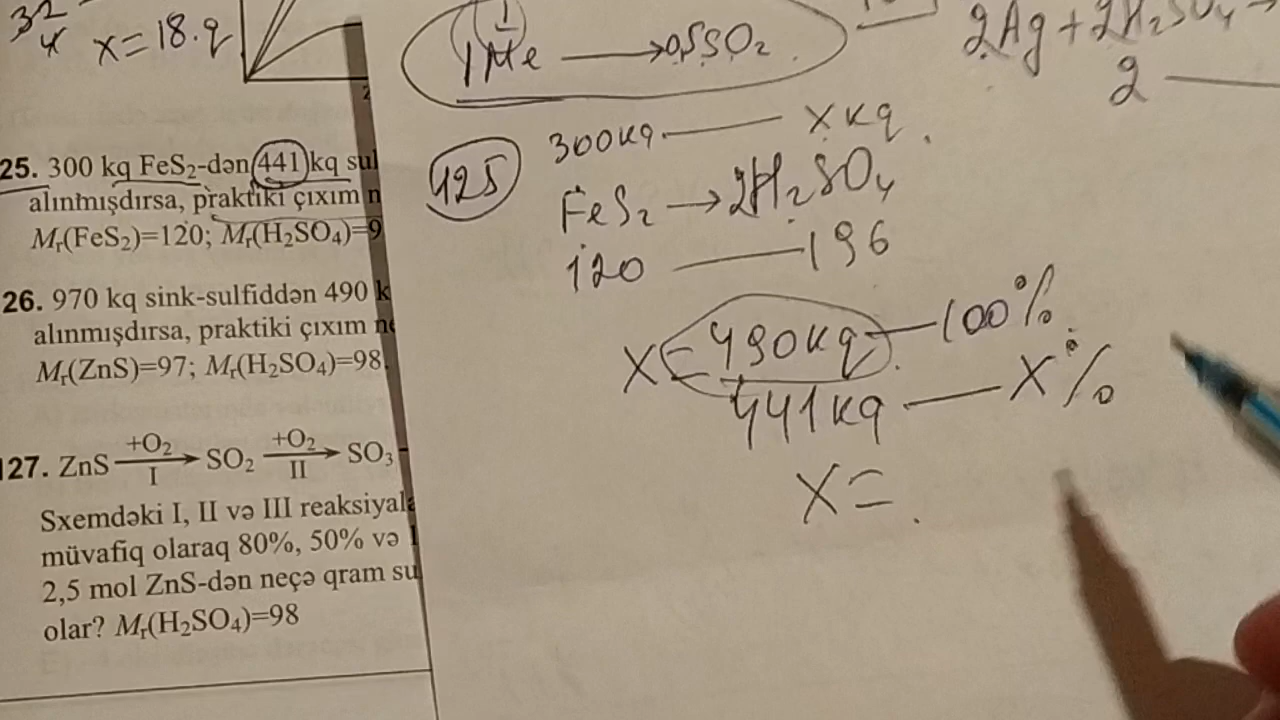 x=18.q
25. 300 kq FeS₂-dən 441 kq sul
alınmışdırsa, praktiki çıxım n
Mᵣ(FeS₂)=120; Mᵣ(H₂SO₄)=9
26. 970 kq sink-sulfiddən 490 k
alınmışdırsa, praktiki çıxım ne
Mᵣ(ZnS)=97; Mᵣ(H₂SO₄)=98
127. ZnS +O₂ I → SO₂ +O₂ II → SO₃
Sxemdəki I, II və III reaksiyala
müvafiq olaraq 80%, 50% və 1
2,5 mol ZnS-dən neçə qram su
olar? Mᵣ(H₂SO₄)=98
1Me → 0,5SO₂
2Ag + 2H₂SO₄ →
2
125
300kq — x kq
FeS₂ → 2H₂SO₄
120 — 196
X=490kq — 100%
441kq — X%
X=